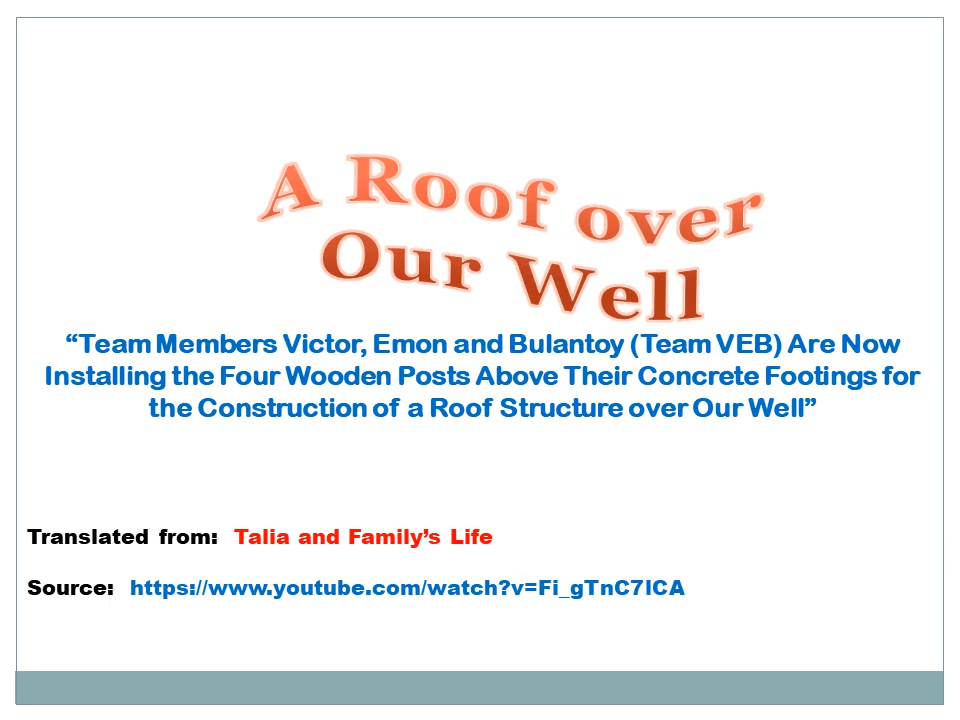 A Roof over
Our Well
“Team Members Victor, Emon and Bulantoy (Team VEB) Are Now
Installing the Four Wooden Posts Above Their Concrete Footings for
the Construction of a Roof Structure over Our Well”
Translated from: Talia and Family’s Life
Source: https://www.youtube.com/watch?v=Fi_gTnC7lCA